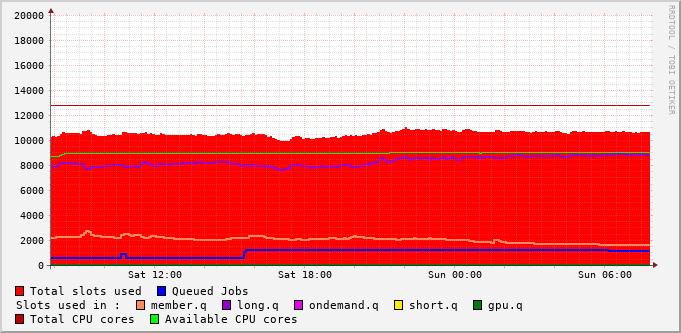 20000
18000
16000
14000
12000
10000
8000
6000
4000
2000
0
Sat 12:00 Sat 18:00 Sun 00:00 Sun 06:00
RRDTOOL / TOBI OETIKER
Total slots used Queued Jobs
Slots used in : member.q long.q ondemand.q short.q gpu.q
Total CPU cores Available CPU cores